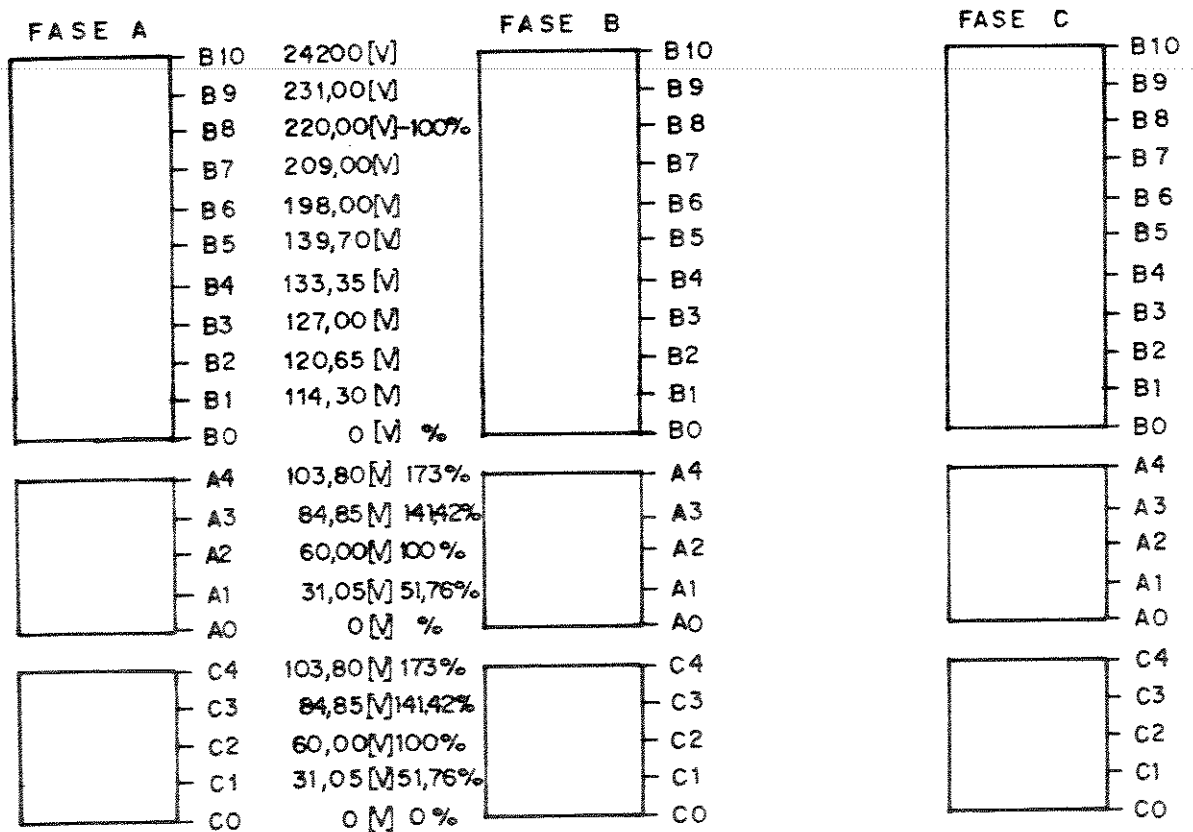 FASE A FASE B FASE C
B10 24200[V] B10 B10
B9 231,00[V] B9 B9
B8 220,00[V]-100% B8 B8
B7 209,00[V] B7 B7
B6 198,00[V] B6 B6
B5 139,70[V] B5 B5
B4 133,35[V] B4 B4
B3 127,00[V] B3 B3
B2 120,65[V] B2 B2
B1 114,30[V] B1 B1
B0 0[V] % B0 B0
A4 103,80[V] 173% A4 A4
A3 84,85[V] 141,42% A3 A3
A2 60,00[V] 100% A2 A2
A1 31,05[V] 51,76% A1 A1
A0 0[V] % A0 A0
C4 103,80[V] 173% C4 C4
C3 84,85[V] 141,42% C3 C3
C2 60,00[V] 100% C2 C2
C1 31,05[V] 51,76% C1 C1
C0 0[V] 0% C0 C0